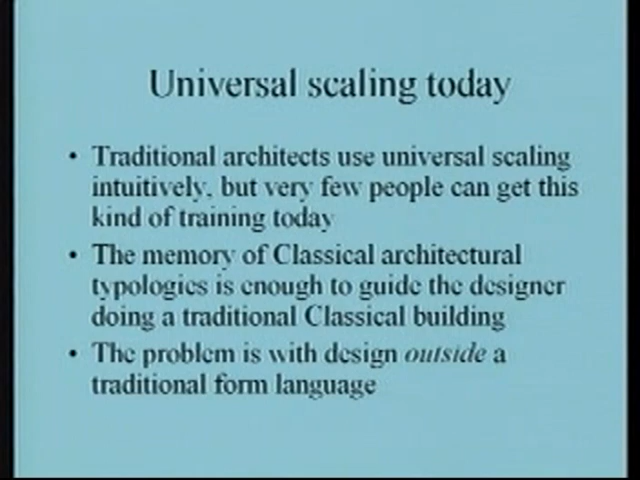 Universal scaling today
• Traditional architects use universal scaling
intuitively, but very few people can get this
kind of training today
• The memory of Classical architectural
typologies is enough to guide the designer
doing a traditional Classical building
• The problem is with design outside a
traditional form language